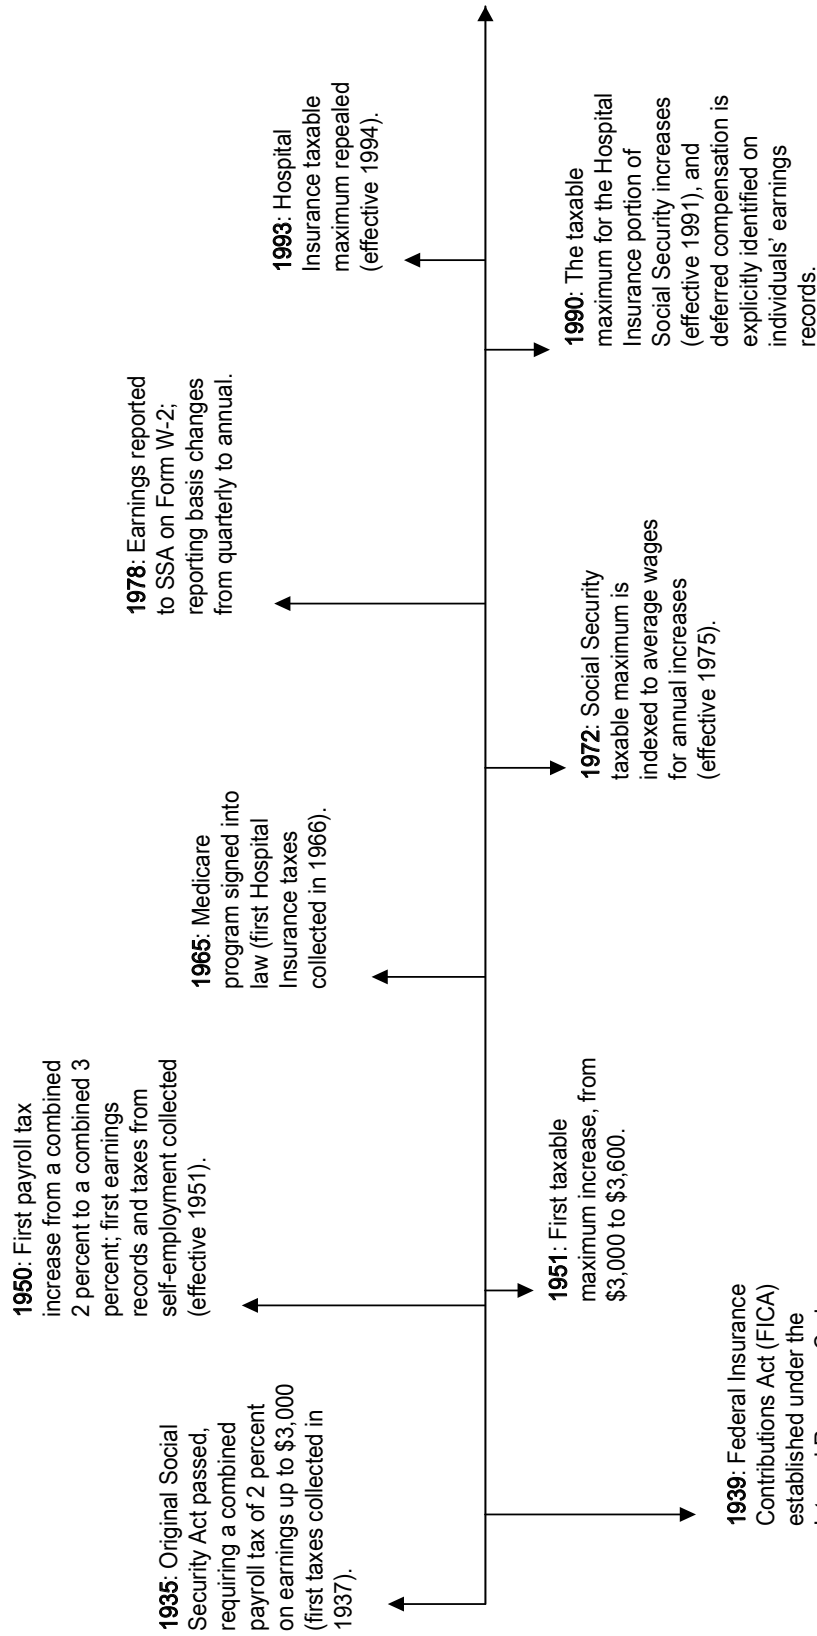 1935: Original Social
Security Act passed,
requiring a combined
payroll tax of 2 percent
on earnings up to $3,000
(first taxes collected in
1937).
1939: Federal Insurance
Contributions Act (FICA)
established under the
1950: First payroll tax
increase from a combined
2 percent to a combined 3
percent; first earnings
records and taxes from
self-employment collected
(effective 1951).
1951: First taxable
maximum increase, from
$3,000 to $3,600.
1965: Medicare
program signed into
law (first Hospital
Insurance taxes
collected in 1966).
1972: Social Security
taxable maximum is
indexed to average wages
for annual increases
(effective 1975).
1978: Earnings reported
to SSA on Form W-2;
reporting basis changes
from quarterly to annual.
1990: The taxable
maximum for the Hospital
Insurance portion of
Social Security increases
(effective 1991), and
deferred compensation is
explicitly identified on
individuals' earnings
records.
1993: Hospital
Insurance taxable
maximum repealed
(effective 1994).